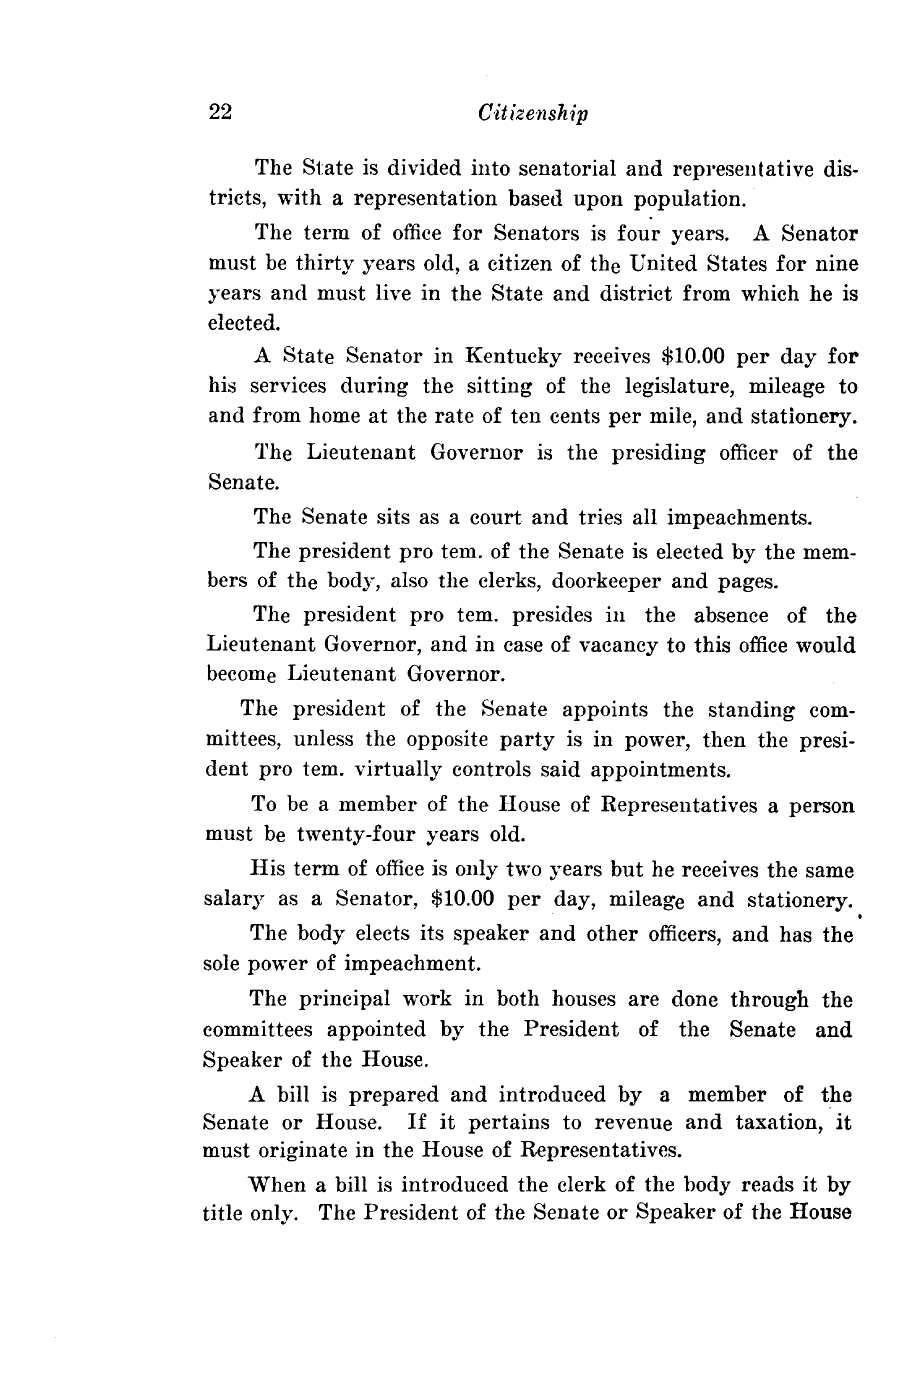 22 Citizenship
The State is divided into senatorial and representative dis-
tricts, with a representation based upon population.
The term of office for Senators is four years. A Senator
must be thirty years old, a citizen of the United States for nine
years and must live in the State and district from which he is
elected.
A State Senator in Kentucky receives $10.00 per day for
his services during the sitting of the legislature, mileage to
and from home at the rate of ten cents per mile, and stationery.
The Lieutenant Governor is the presiding officer of the
Senate.
The Senate sits as a court and tries all impeachments.
The president pro tem. of the Senate is elected by the mem-
bers of the body, also the clerks, doorkeeper and pages.
The president pro tem. presides in the absence of the
Lieutenant Governor, and in case of vacancy to this office would
become Lieutenant Governor.
The president of the Senate appoints the standing com-
mittees, unless the opposite party is in power, then the presi-
dent pro tem. virtually controls said appointments.
To be a member of the House of Representatives a person
must be twenty-four years old.
His term of office is only two years but he receives the same
salary as a Senator, $10.00 per day, mileage and stationery.
The body elects its speaker and other officers, and has the
sole power of impeachment.
The principal work in both houses are done through the
committees appointed by the President of the Senate and
Speaker of the House.
A bill is prepared and introduced by a member of the
Senate or House. If it pertains to revenue and taxation, it
must originate in the House of Representatives.
When a bill is introduced the clerk of the body reads it by
title only. The President of the Senate or Speaker of the House